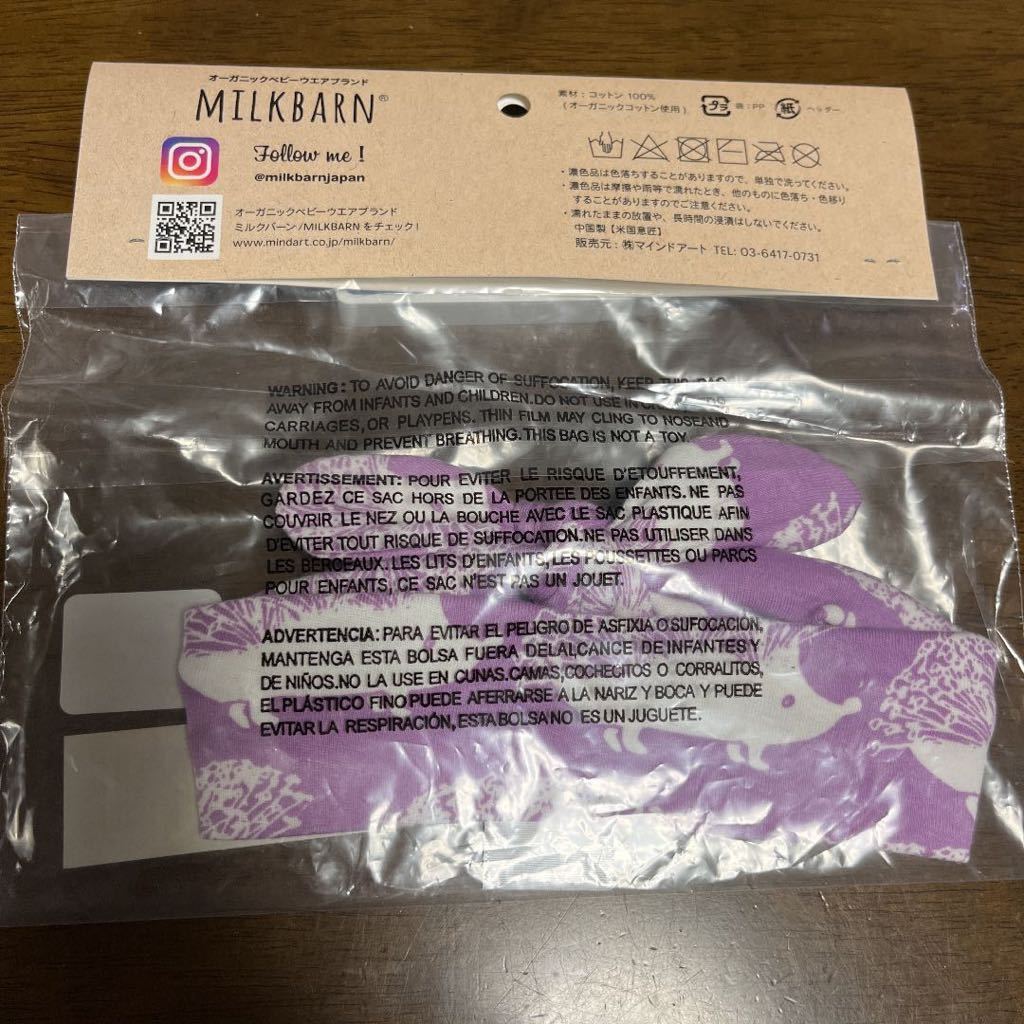 オーガニックベビーウエアブランド
MILKBARN®
Follow me !
@milkbarnjapan
オーガニックベビーウエアブランド
ミルクバーン/MILKBARN をチェック!
www.mindart.co.jp/milkbarn/
素材:コットン 100%
(オーガニックコットン使用)
プラ 袋:PP 紙 ヘッダー
・濃色品は色落ちすることがありますので、単独で洗ってください。
・濃色品は摩擦や雨等で濡れたとき、他のものに色落ち・色移り
することがありますのでご注意ください。
・濡れたままの放置や、長時間の浸漬はしないでください。
中国製【米国意匠】
販売元:㈱マインドアート TEL: 03-6417-0731
WARNING: TO AVOID DANGER OF SUFFOCATION, KEEP THIS BAG
AWAY FROM INFANTS AND CHILDREN.DO NOT USE IN
CARRIAGES, OR PLAYPENS. THIN FILM MAY CLING TO NOSEAND
MOUTH AND PREVENT BREATHING. THIS BAG IS NOT A TOY.
AVERTISSEMENT: POUR EVITER LE RISQUE D'ETOUFFEMENT,
GARDEZ CE SAC HORS DE LA PORTEE DES ENFANTS. NE PAS
COUVRIR LE NEZ OU LA BOUCHE AVEC LE SAC PLASTIQUE AFIN
D'EVITER TOUT RISQUE DE SUFFOCATION.NE PAS UTILISER DANS
LES BERCEAUX. LES LITS D'ENFANTS, LES POUSSETTES OU PARCS
POUR ENFANTS, CE SAC N'EST PAS UN JOUET.
ADVERTENCIA: PARA EVITAR EL PELIGRO DE ASFIXIA O SUFOCACION,
MANTENGA ESTA BOLSA FUERA DELALCANCE DE INFANTES Y
DE NIÑOS.NO LA USE EN CUNAS.CAMAS,COCHECITOS O CORRALITOS,
EL PLÁSTICO FINO PUEDE AFERRARSE A LA NARIZ Y BOCA Y PUEDE
EVITAR LA RESPIRACIÓN, ESTA BOLSA NO ES UN JUGUETE.